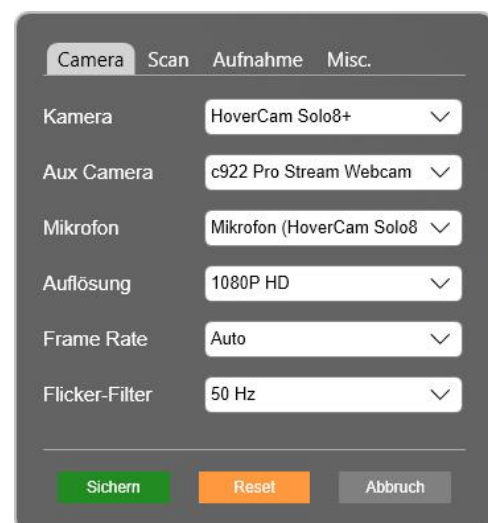 Camera Scan Aufnahme Misc.
Kamera HoverCam Solo8+
Aux Camera c922 Pro Stream Webcam
Mikrofon Mikrofon (HoverCam Solo8
Auflösung 1080P HD
Frame Rate Auto
Flicker-Filter 50 Hz
Sichern Reset Abbruch